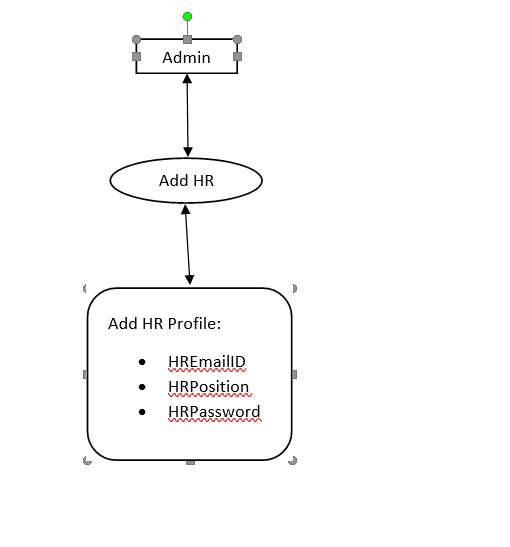 Admin
Add HR
Add HR Profile:
• HREmailID
• HRPosition
• HRPassword